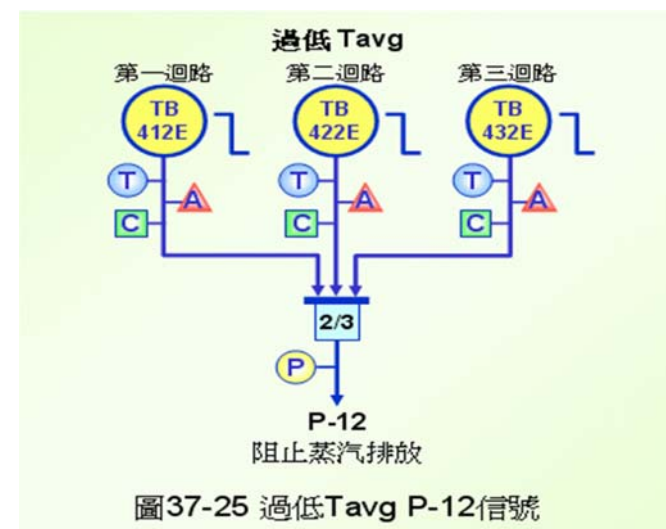 過低 Tavg
第一迴路 第二迴路 第三迴路
TB 412E TB 422E TB 432E
T A T A T A
C C C
2/3
P
P-12
阻止蒸汽排放
圖37-25 過低Tavg P-12信號